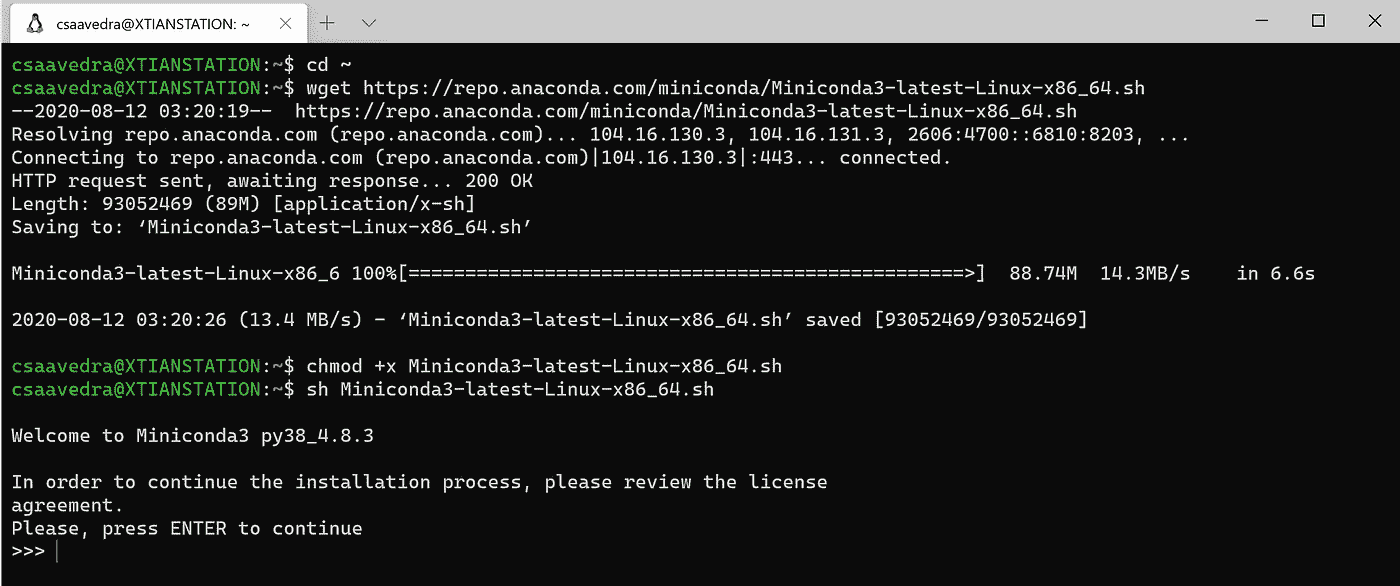 csaavedra@XTIANSTATION: ~
csaavedra@XTIANSTATION:~$ cd ~
csaavedra@XTIANSTATION:~$ wget https://repo.anaconda.com/miniconda/Miniconda3-latest-Linux-x86_64.sh
--2020-08-12 03:20:19--  https://repo.anaconda.com/miniconda/Miniconda3-latest-Linux-x86_64.sh
Resolving repo.anaconda.com (repo.anaconda.com)... 104.16.130.3, 104.16.131.3, 2606:4700::6810:8203, ...
Connecting to repo.anaconda.com (repo.anaconda.com)|104.16.130.3|:443... connected.
HTTP request sent, awaiting response... 200 OK
Length: 93052469 (89M) [application/x-sh]
Saving to: ‘Miniconda3-latest-Linux-x86_64.sh’
Miniconda3-latest-Linux-x86_6 100%[=================================================>]  88.74M  14.3MB/s    in 6.6s
2020-08-12 03:20:26 (13.4 MB/s) - ‘Miniconda3-latest-Linux-x86_64.sh’ saved [93052469/93052469]
csaavedra@XTIANSTATION:~$ chmod +x Miniconda3-latest-Linux-x86_64.sh
csaavedra@XTIANSTATION:~$ sh Miniconda3-latest-Linux-x86_64.sh
Welcome to Miniconda3 py38_4.8.3
In order to continue the installation process, please review the license
agreement.
Please, press ENTER to continue
>>>